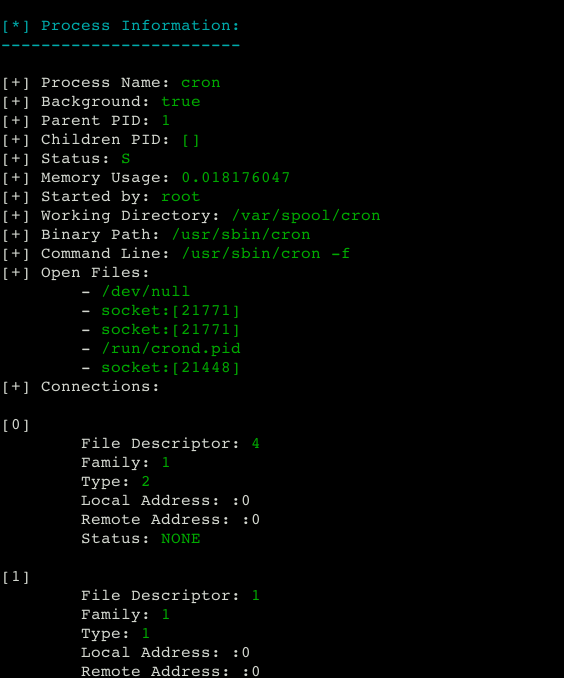 [*] Process Information:
------------------------
[+] Process Name: cron
[+] Background: true
[+] Parent PID: 1
[+] Children PID: []
[+] Status: S
[+] Memory Usage: 0.018176047
[+] Started by: root
[+] Working Directory: /var/spool/cron
[+] Binary Path: /usr/sbin/cron
[+] Command Line: /usr/sbin/cron -f
[+] Open Files:
- /dev/null
- socket:[21771]
- socket:[21771]
- /run/crond.pid
- socket:[21448]
[+] Connections:
[0]
File Descriptor: 4
Family: 1
Type: 2
Local Address: :0
Remote Address: :0
Status: NONE
[1]
File Descriptor: 1
Family: 1
Type: 1
Local Address: :0
Remote Address: :0